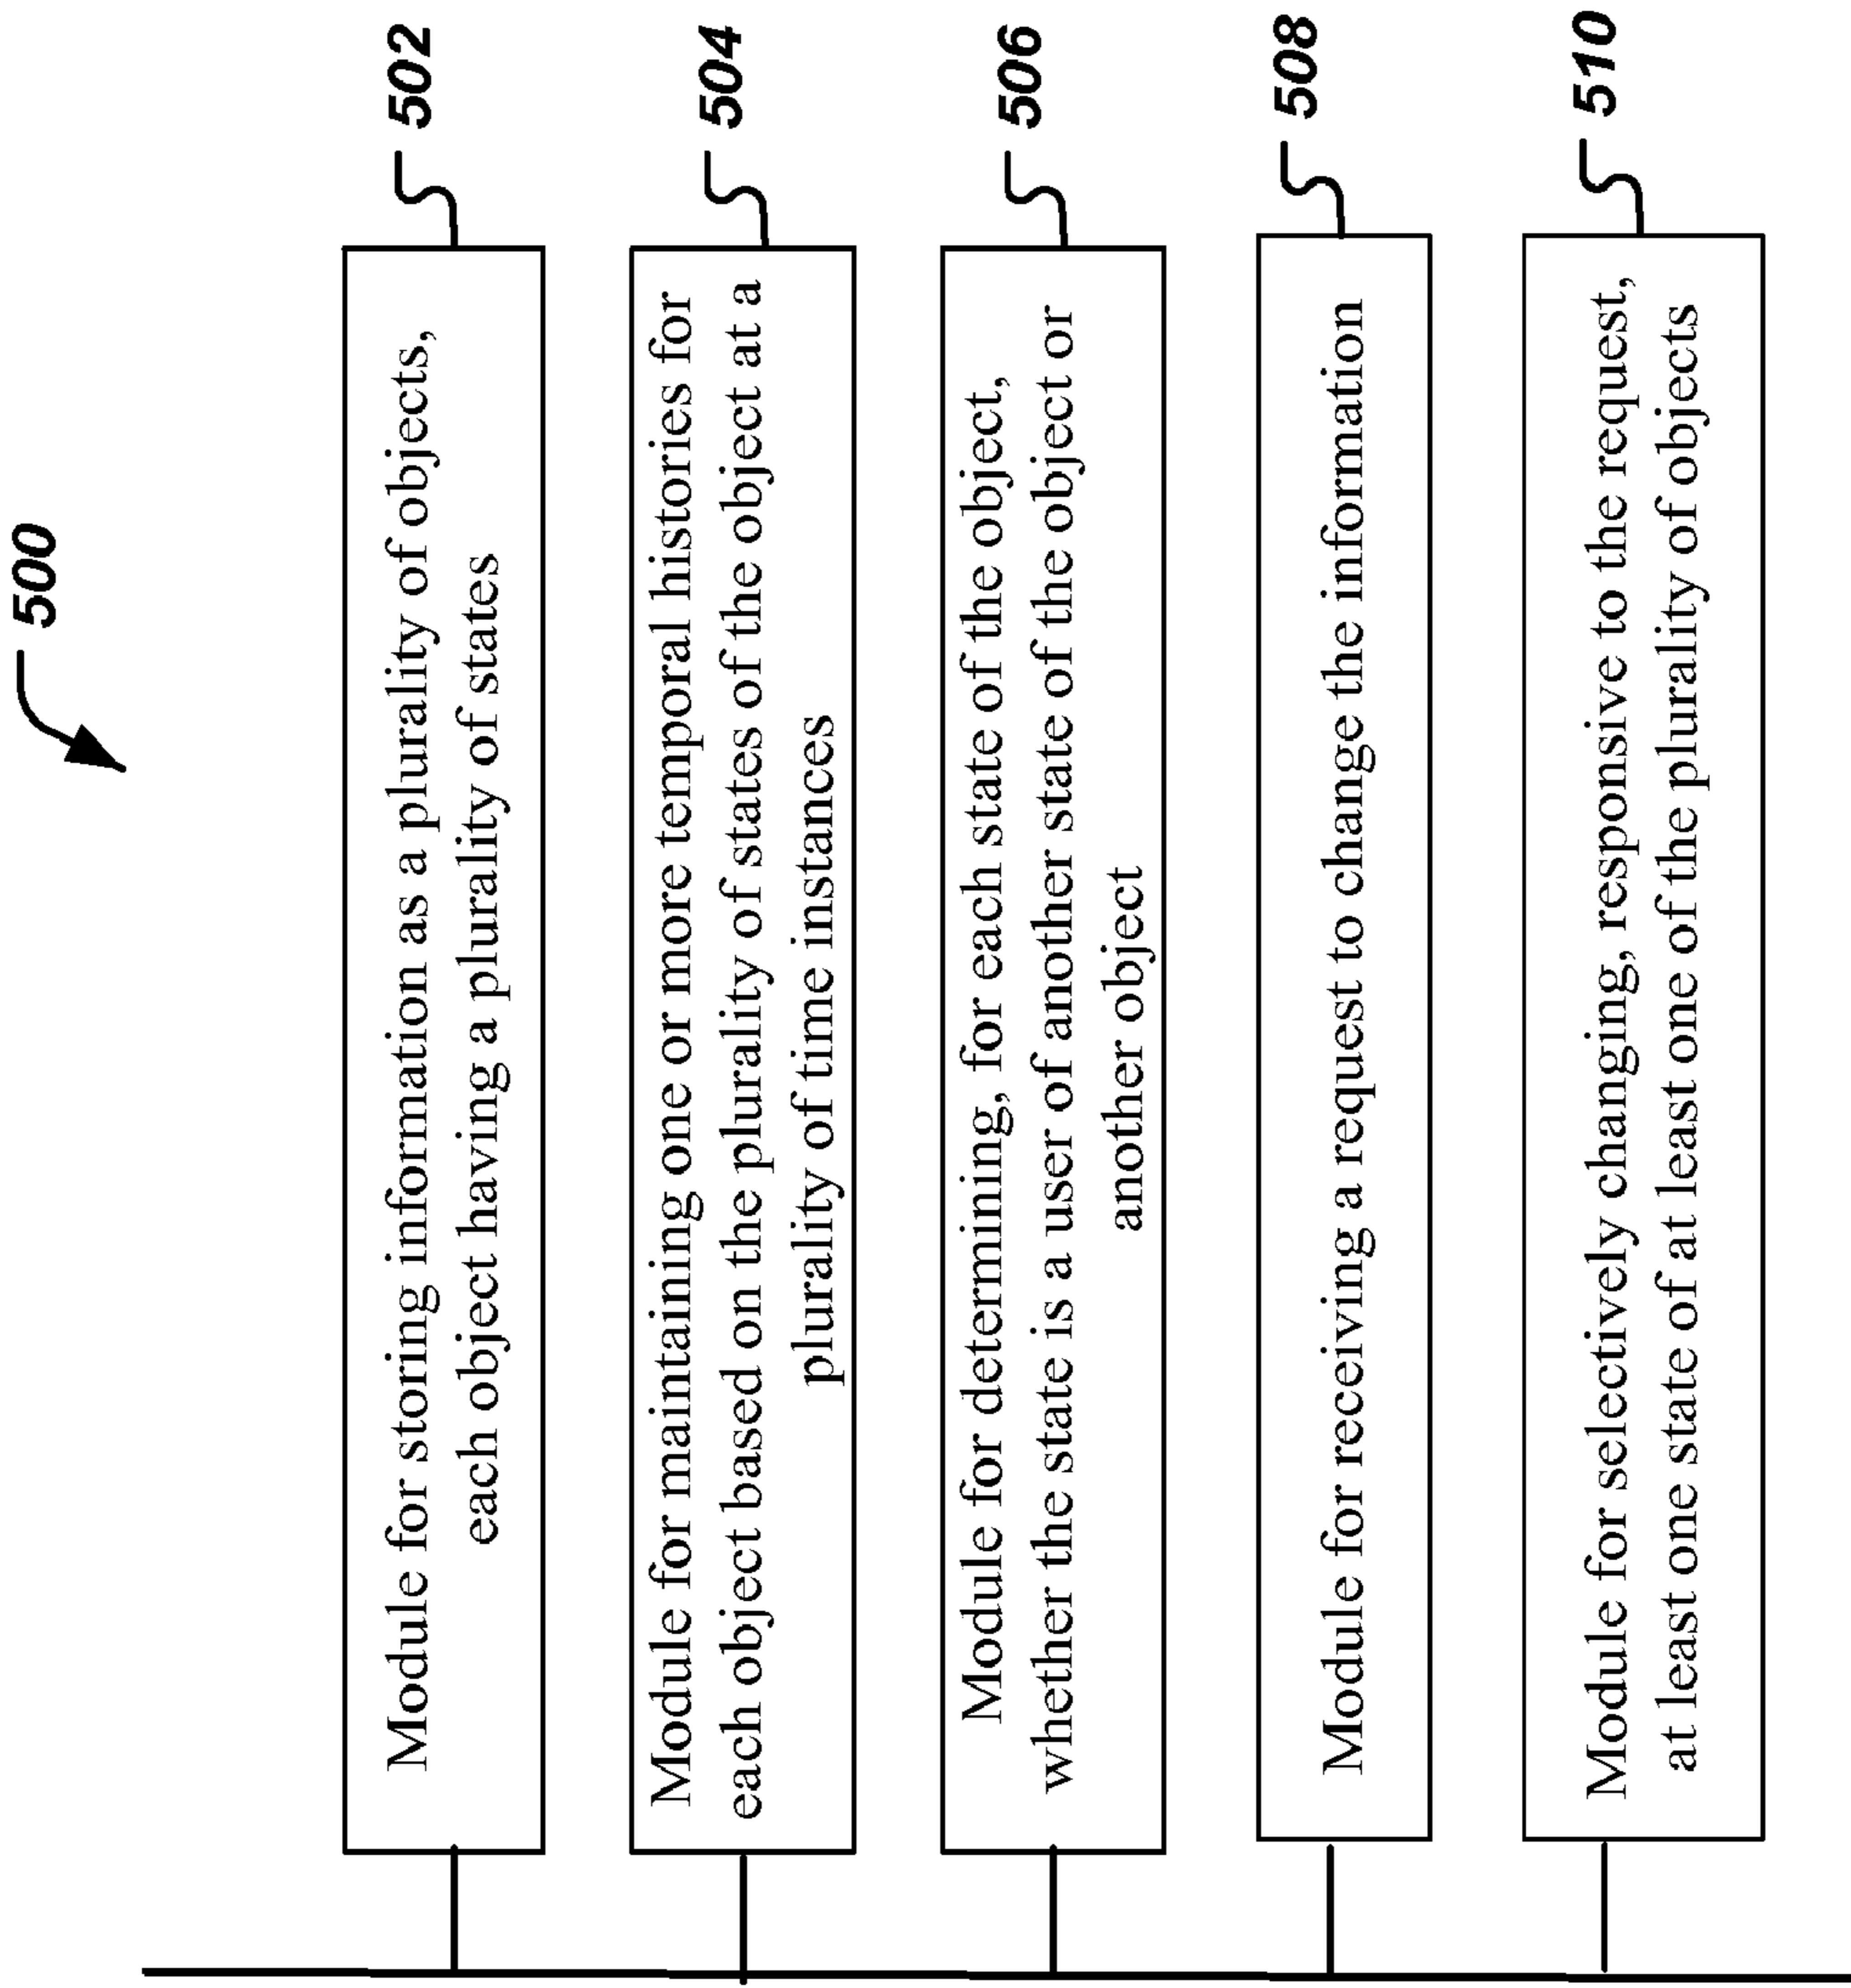 500
Module for storing information as a plurality of objects,
each object having a plurality of states
502
Module for maintaining one or more temporal histories for
each object based on the plurality of states of the object at a
plurality of time instances
504
Module for determining, for each state of the object,
whether the state is a user of another state of the object or
another object
506
Module for receiving a request to change the information
508
Module for selectively changing, responsive to the request,
at least one state of at least one of the plurality of objects
510